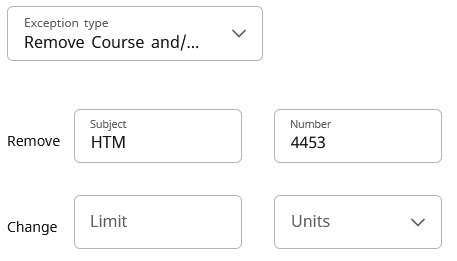 Exception type
Remove Course and/...
Subject Number
Remove HTM 4453
Change Limit Units